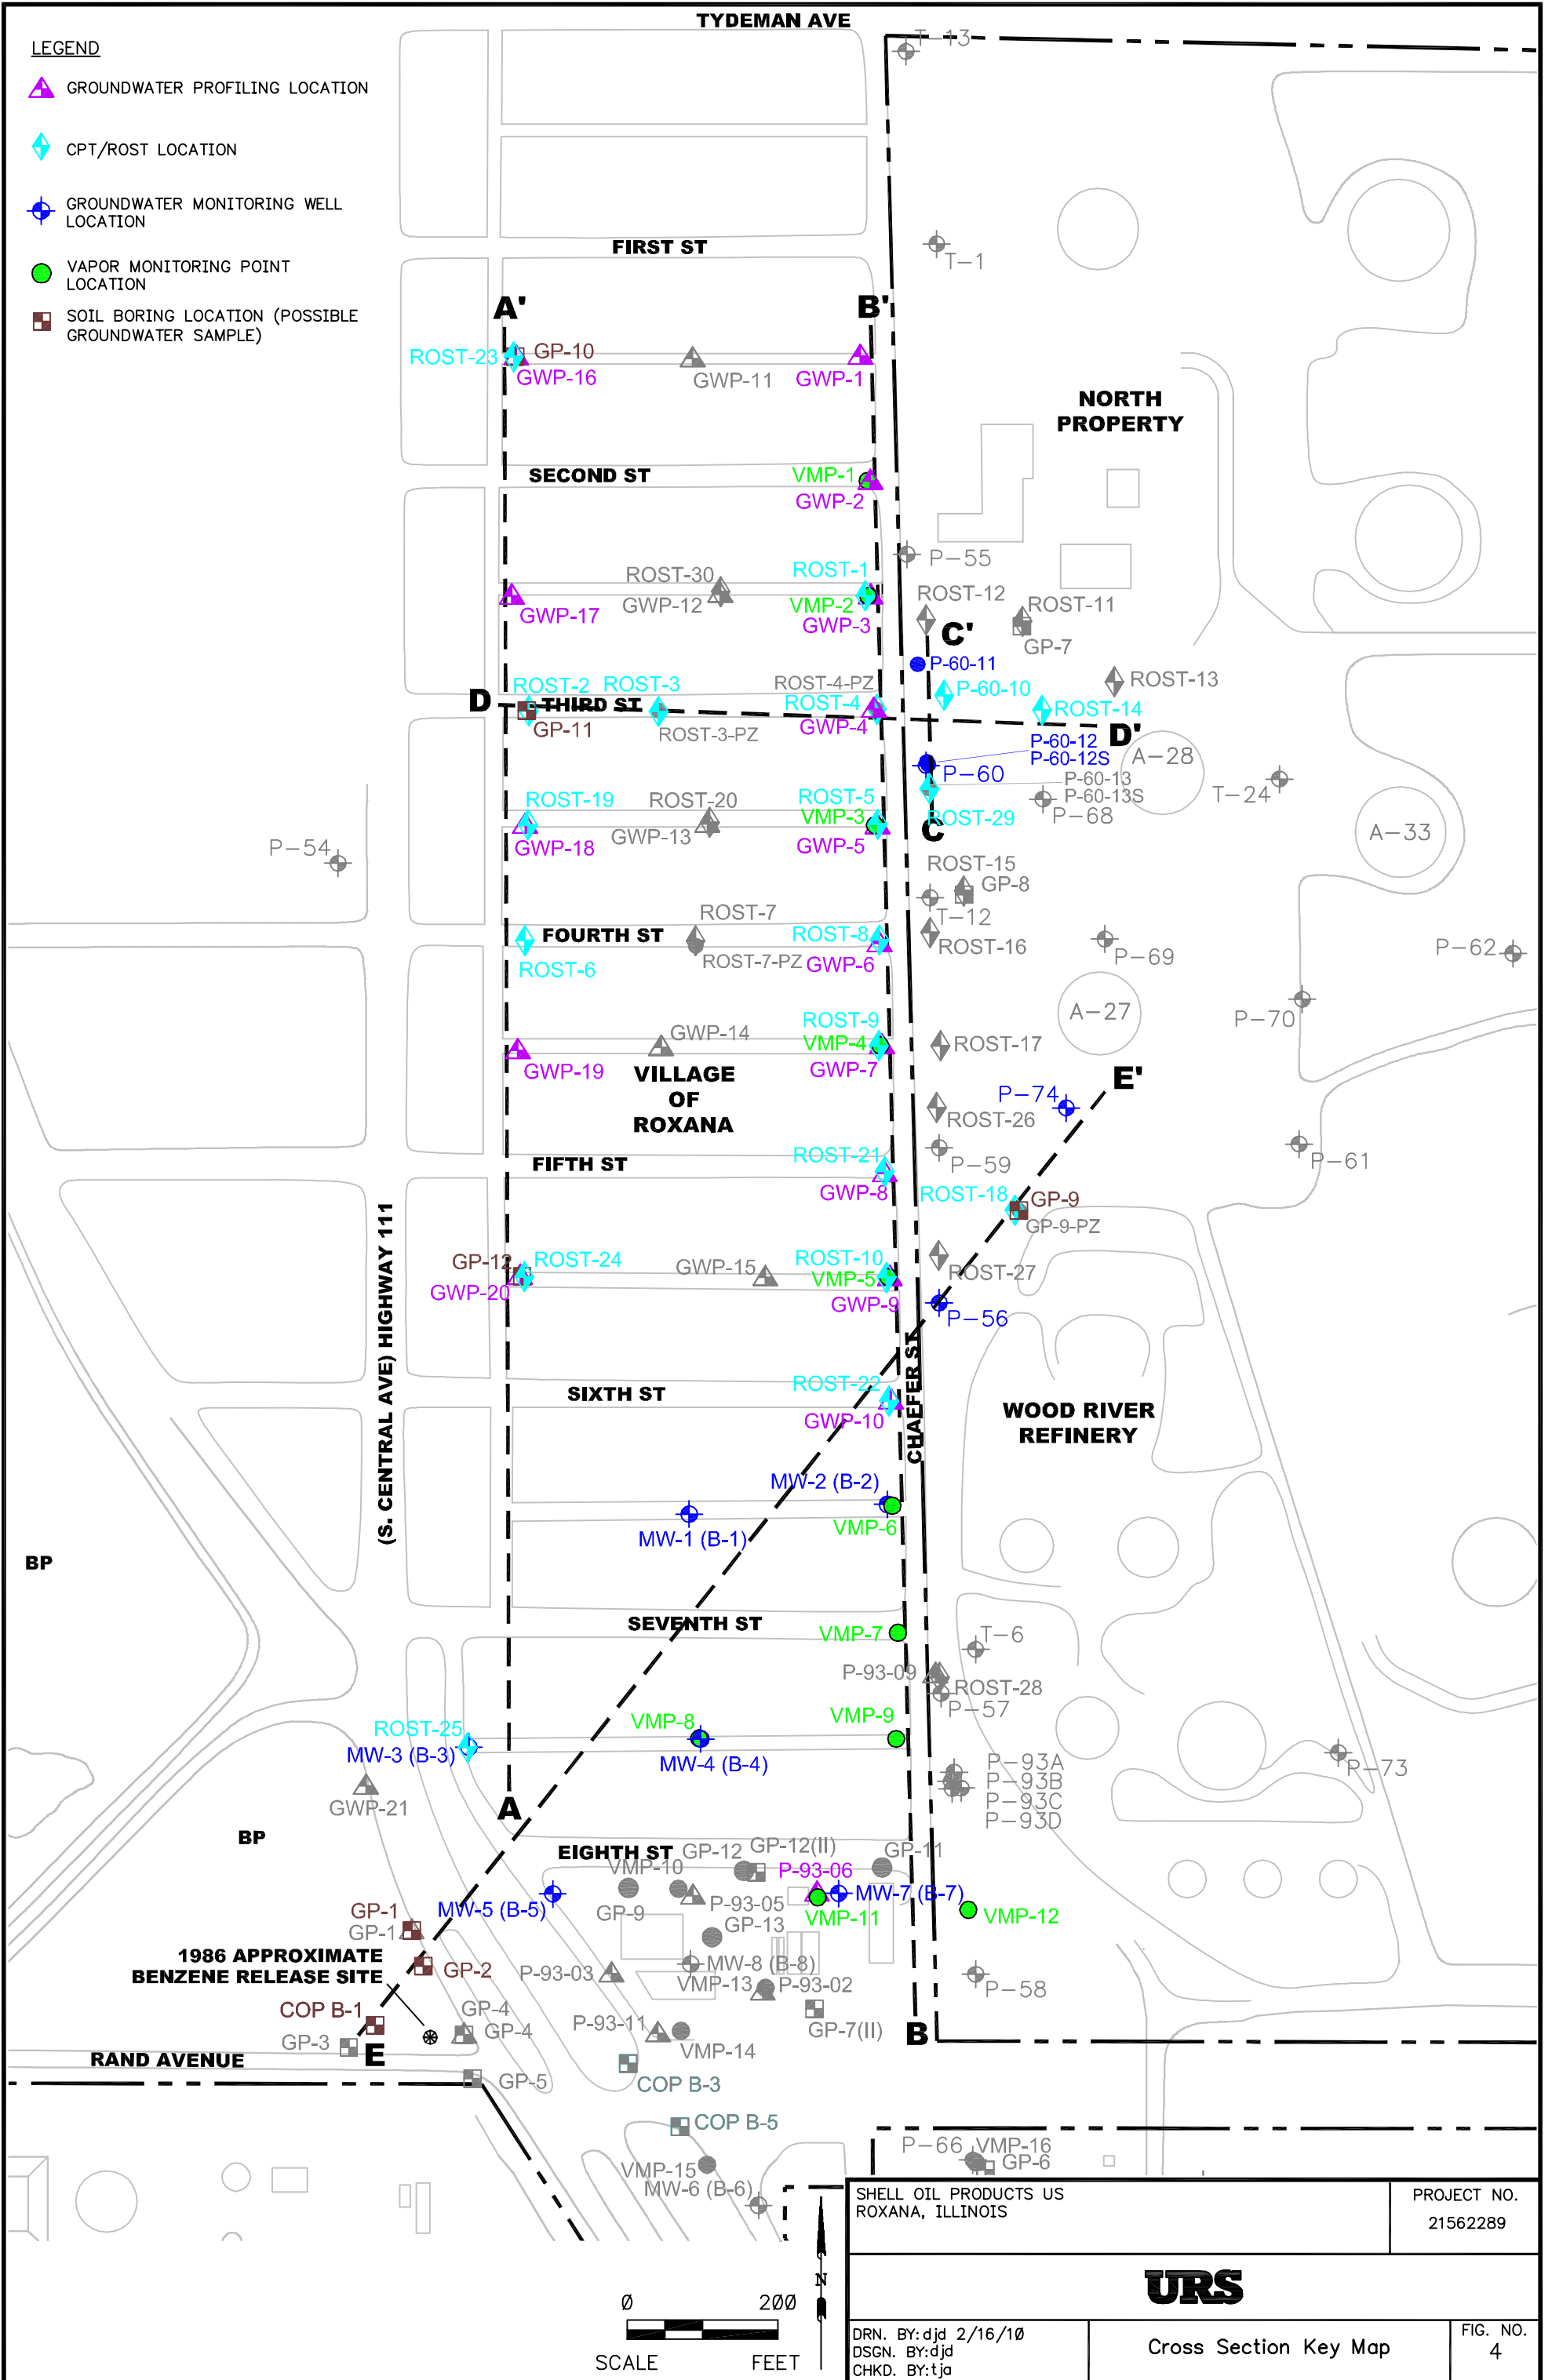 TYDEMAN AVE
LEGEND
GROUNDWATER PROFILING LOCATION
CPT/ROST LOCATION
GROUNDWATER MONITORING WELL
LOCATION
VAPOR MONITORING POINT
LOCATION
SOIL BORING LOCATION (POSSIBLE
GROUNDWATER SAMPLE)
T-13
FIRST ST
T-1
A'
B'
ROST-23
GP-10
GWP-16
GWP-11
GWP-1
NORTH
PROPERTY
SECOND ST
VMP-1
GWP-2
P-55
ROST-30
ROST-1
GWP-12
VMP-2
GWP-17
GWP-3
ROST-12
ROST-11
GP-7
C'
P-60-11
ROST-13
ROST-2
ROST-3
ROST-4-PZ
P-60-10
D
THIRD ST
ROST-4
ROST-14
GP-11
ROST-3-PZ
GWP-4
D'
P-60-12
P-60-12S
A-28
P-60
P-60-13
P-60-13S
T-24
P-68
ROST-19
ROST-20
ROST-5
VMP-3
ROST-29
C
A-33
P-54
GWP-18
GWP-13
GWP-5
ROST-15
GP-8
T-12
ROST-7
FOURTH ST
ROST-8
ROST-16
P-69
P-62
ROST-6
ROST-7-PZ
GWP-6
A-27
P-70
ROST-9
GWP-14
VMP-4
ROST-17
GWP-19
GWP-7
VILLAGE
OF
ROXANA
E'
P-74
ROST-26
P-59
P-61
FIFTH ST
ROST-21
GWP-8
ROST-18
GP-9
GP-9-PZ
(S. CENTRAL AVE) HIGHWAY 111
GP-12
ROST-24
GWP-15
ROST-10
VMP-5
ROST-27
GWP-20
GWP-9
P-56
CHAEFER ST
SIXTH ST
ROST-22
GWP-10
WOOD RIVER
REFINERY
MW-2 (B-2)
MW-1 (B-1)
VMP-6
BP
SEVENTH ST
VMP-7
T-6
P-93-09
ROST-28
P-57
ROST-25
VMP-8
VMP-9
MW-3 (B-3)
MW-4 (B-4)
P-93A
P-93B
P-93C
P-93D
P-73
GWP-21
A
BP
EIGHTH ST
GP-12
GP-12(II)
GP-11
VMP-10
P-93-06
MW-5 (B-5)
GP-9
P-93-05
MW-7 (B-7)
VMP-11
VMP-12
GP-1
GP-1
GP-13
1986 APPROXIMATE
BENZENE RELEASE SITE
GP-2
P-93-03
MW-8 (B-8)
VMP-13
P-93-02
P-58
COP B-1
GP-4
GP-4
P-93-11
GP-7(II)
GP-3
E
VMP-14
B
RAND AVENUE
GP-5
COP B-3
COP B-5
P-66
VMP-16
GP-6
VMP-15
MW-6 (B-6)
SHELL OIL PRODUCTS US
ROXANA, ILLINOIS
PROJECT NO.
21562289
N
URS
0 200
SCALE FEET
DRN. BY:djd 2/16/10
DSGN. BY:djd
CHKD. BY:tja
Cross Section Key Map
FIG. NO.
4